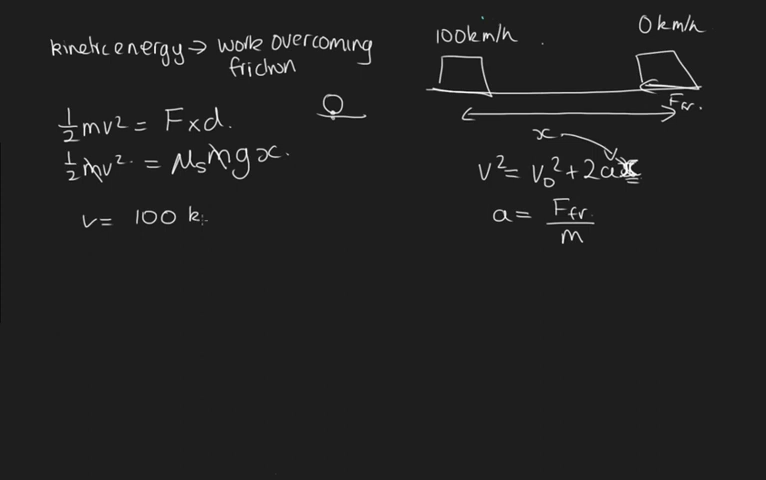 kinetic energy → work overcoming
friction
½mv² = F×d.
½mv² = μsmgx.
v= 100 k
100km/h
0km/h
Ffr.
x
v² = v₀² + 2ax
a = Ffr. / m